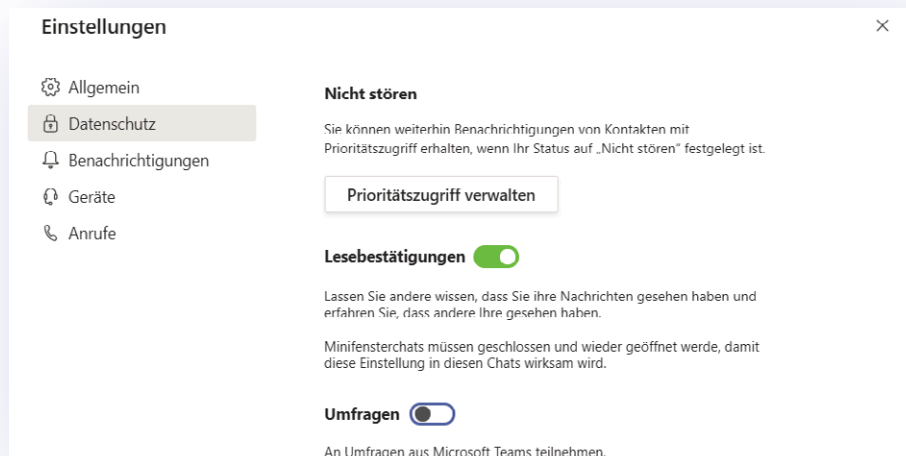 Einstellungen
Allgemein
Datenschutz
Benachrichtigungen
Geräte
Anrufe
Nicht stören
Sie können weiterhin Benachrichtigungen von Kontakten mit
Prioritätszugriff erhalten, wenn Ihr Status auf „Nicht stören" festgelegt ist.
Prioritätszugriff verwalten
Lesebestätigungen
Lassen Sie andere wissen, dass Sie ihre Nachrichten gesehen haben und
erfahren Sie, dass andere Ihre gesehen haben.
Minifensterchats müssen geschlossen und wieder geöffnet werde, damit
diese Einstellung in diesen Chats wirksam wird.
Umfragen
An Umfragen aus Microsoft Teams teilnehmen.